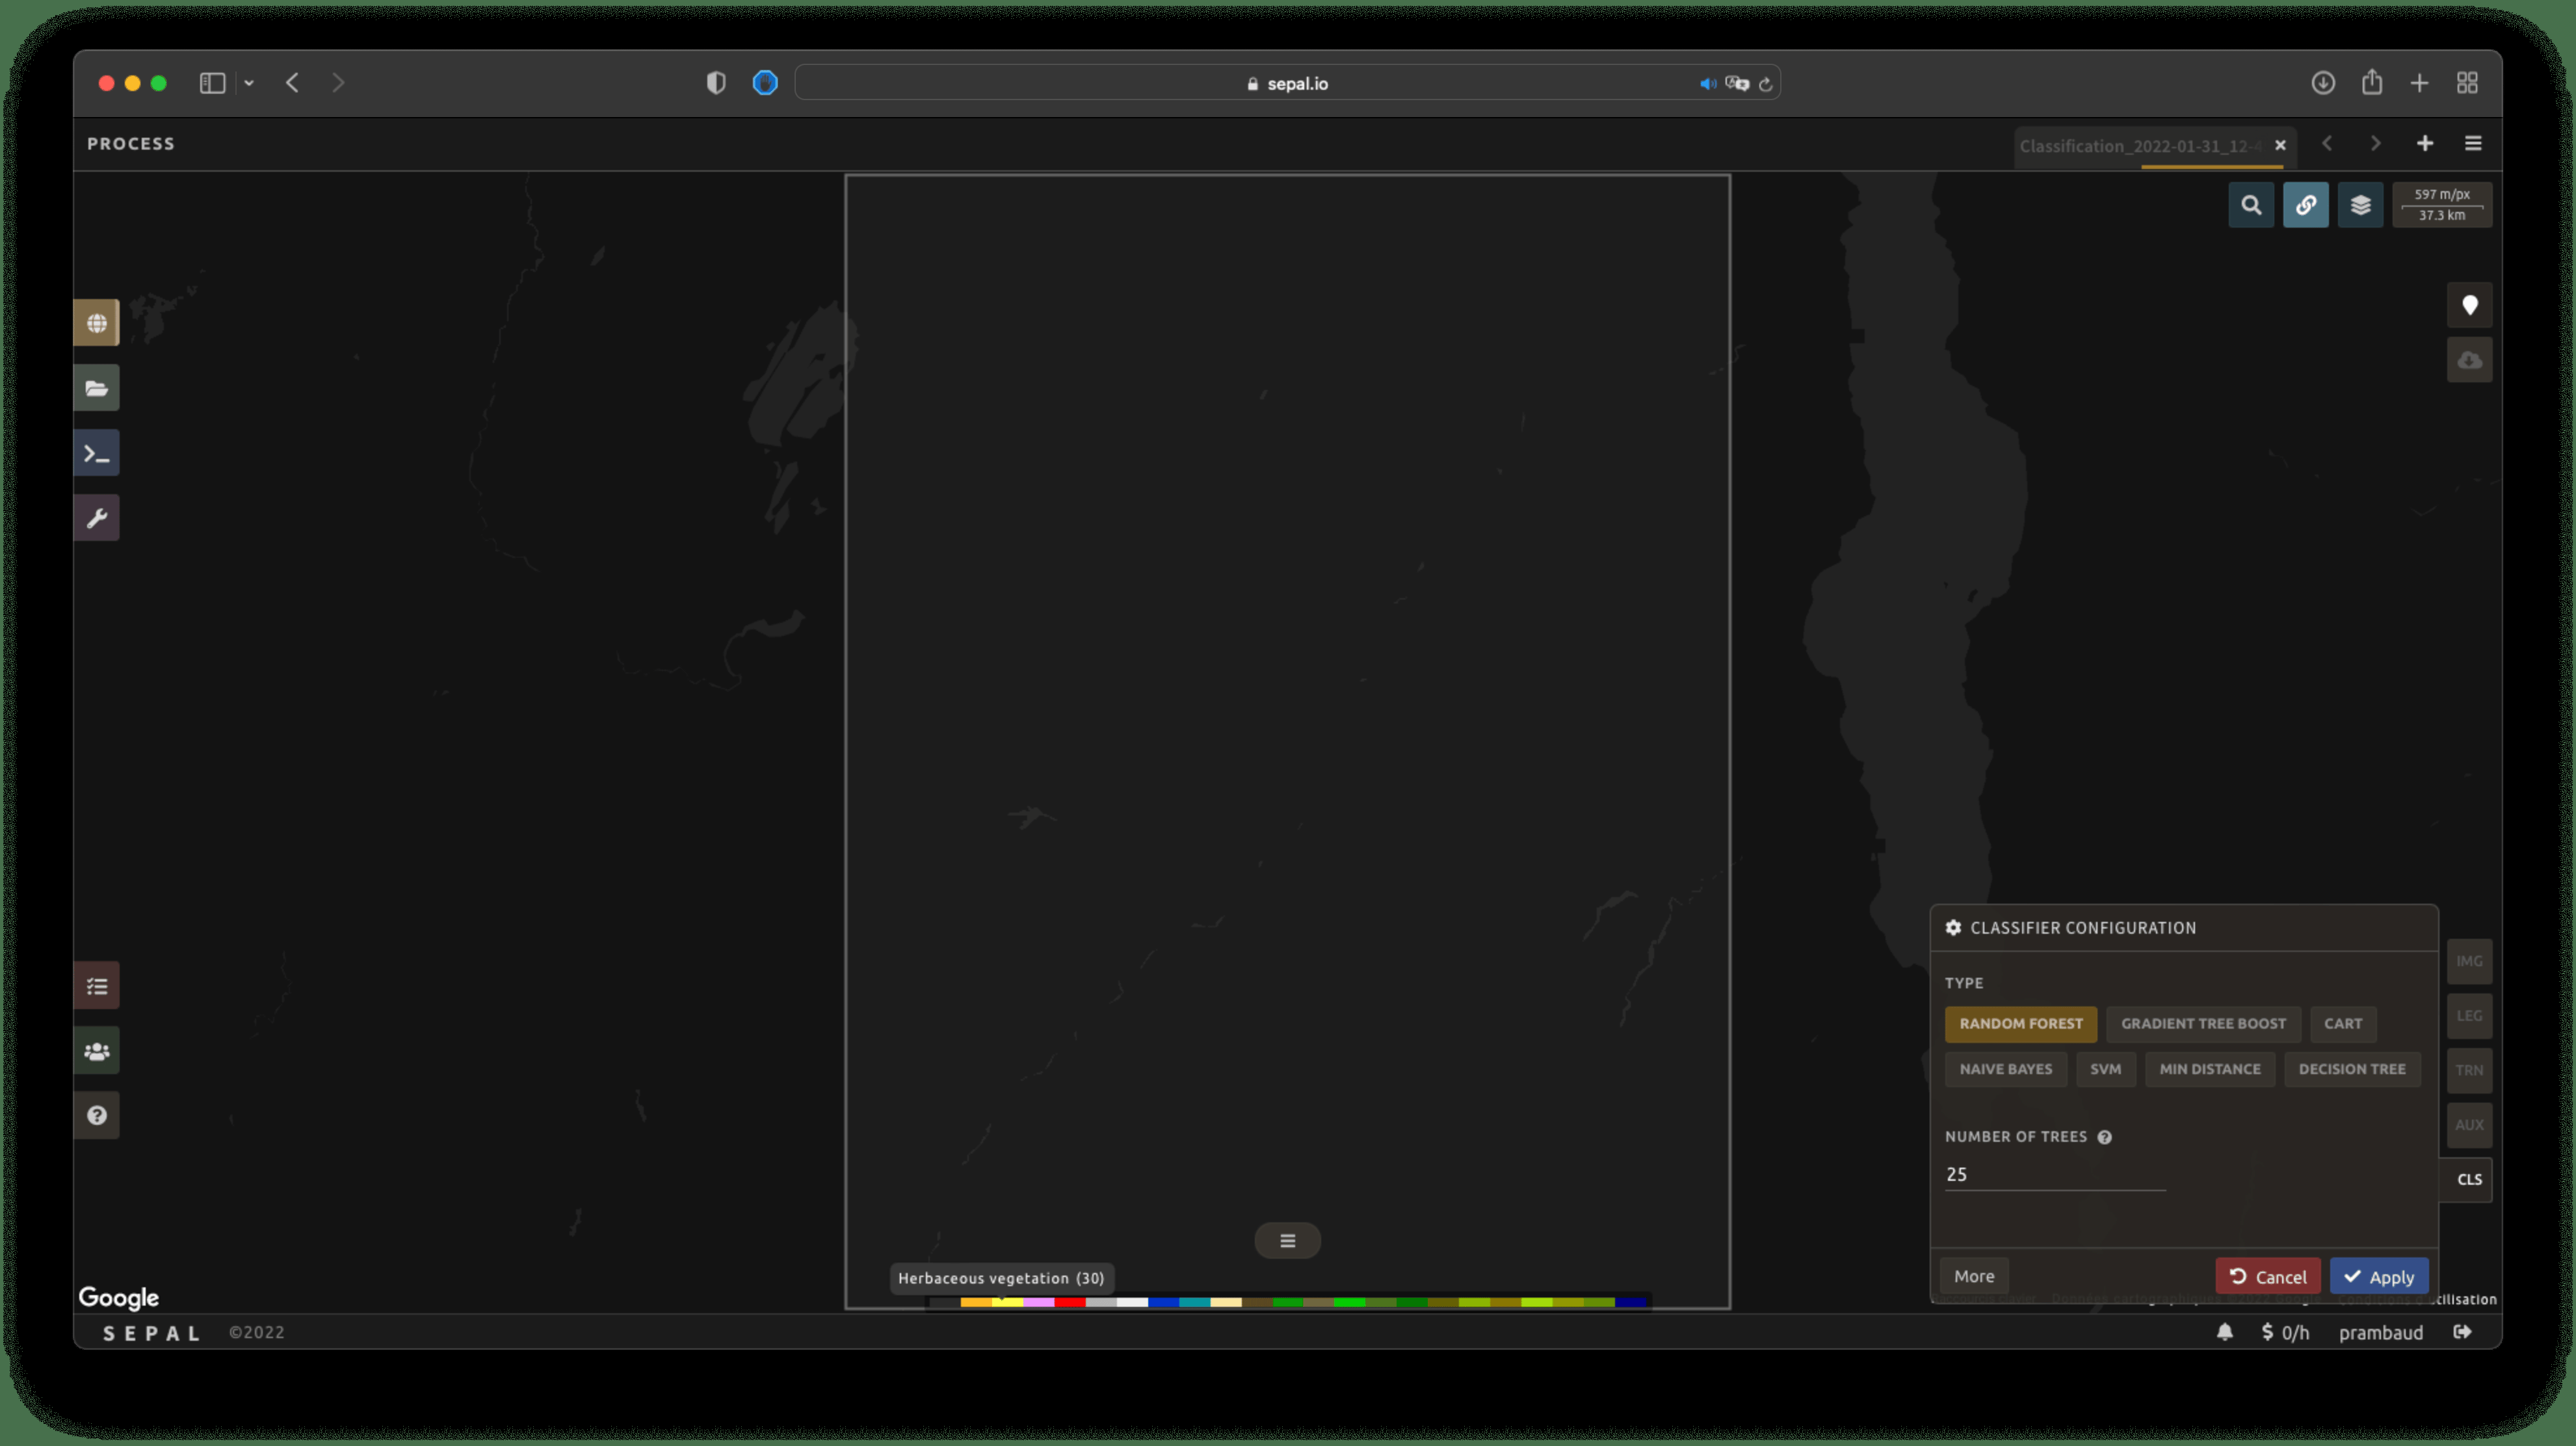 sepal.io
PROCESS
Classification_2022-01-31_12-4
597 m/px
37.3 km
CLASSIFIER CONFIGURATION
TYPE
RANDOM FOREST
GRADIENT TREE BOOST
CART
NAIVE BAYES
SVM
MIN DISTANCE
DECISION TREE
NUMBER OF TREES
25
More
Cancel
Apply
IMG
LEG
TRN
AUX
CLS
Herbaceous vegetation (30)
Google
tilisation
SEPAL ©2022
$ 0/h
prambaud